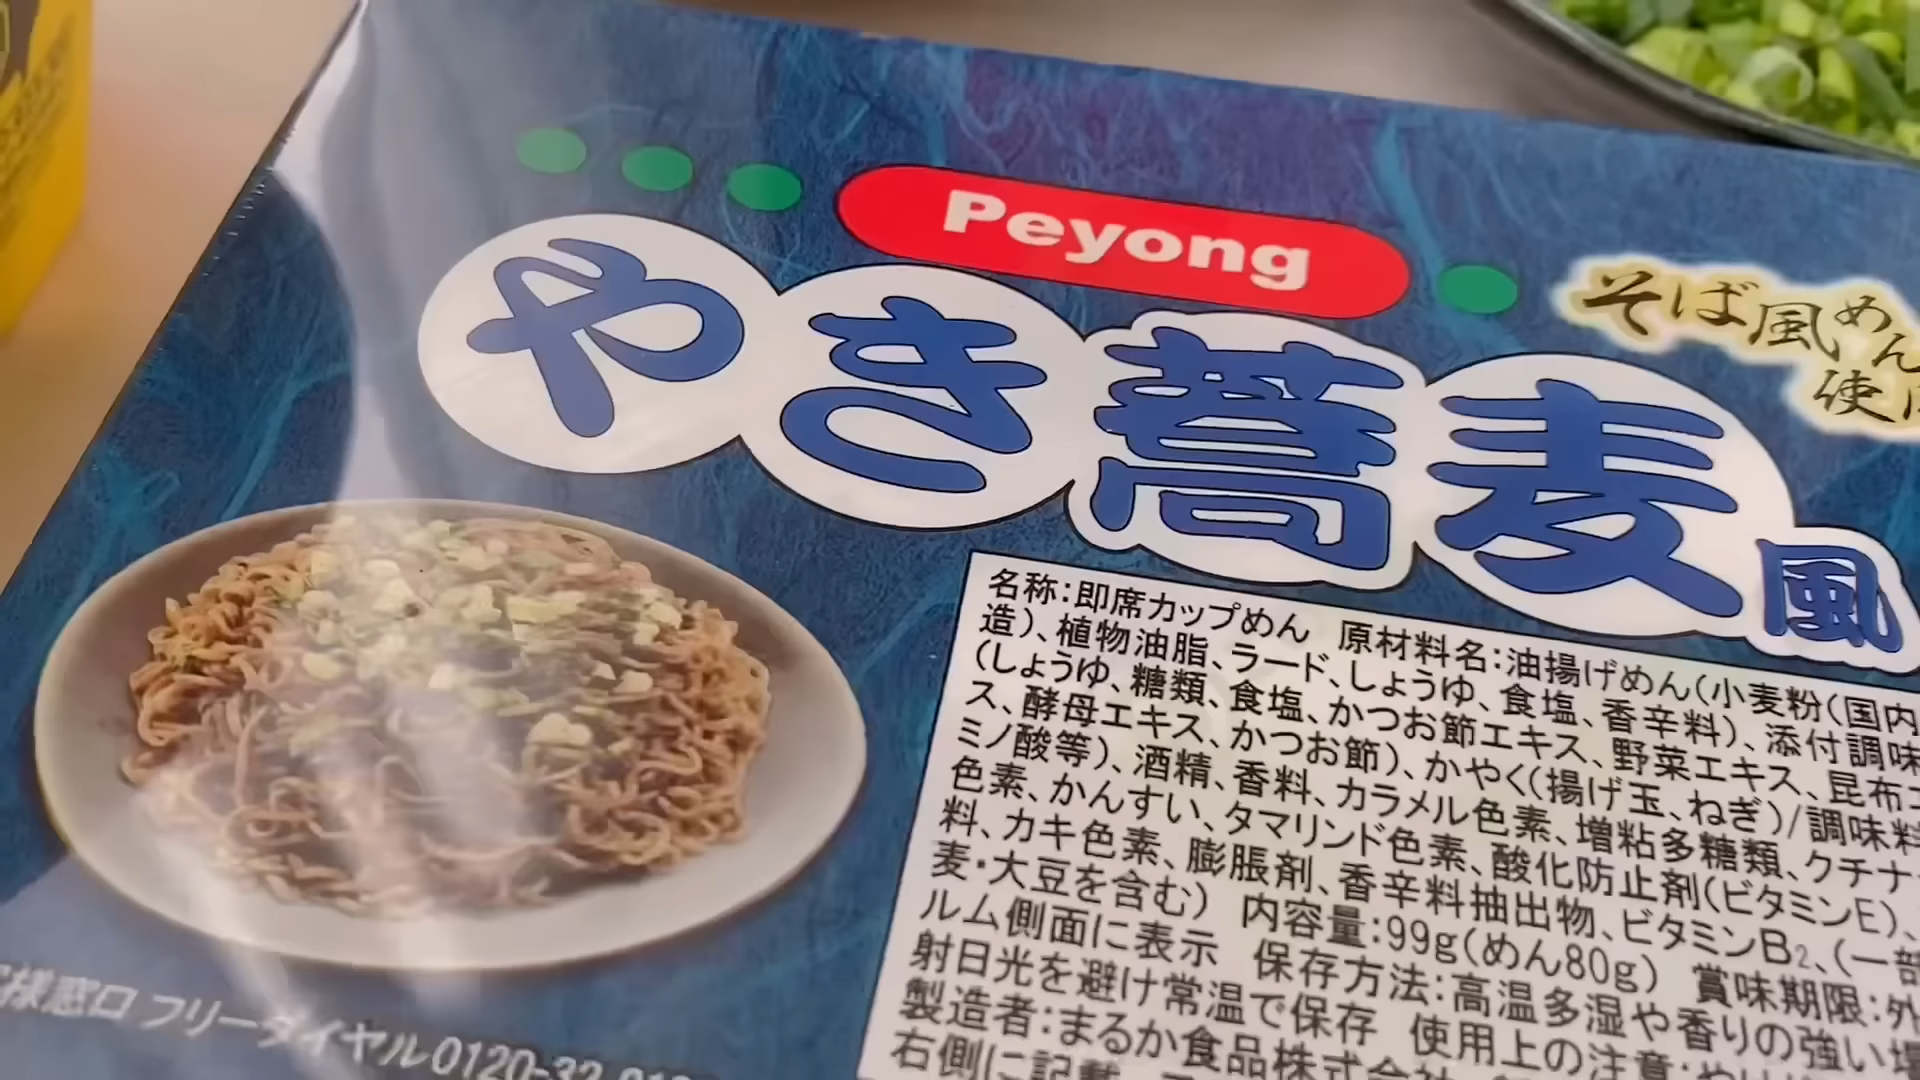 Peyong
やき蕎麦風
そば風めん
使
名称:即席カップめん 原材料名:油揚げめん(小麦粉(国内
造)、植物油脂、ラード、しょうゆ、食塩、香辛料)、添付調味
(しょうゆ、糖類、食塩、かつお節エキス、野菜エキス、昆布エ
ス、酵母エキス、かつお節)、かやく(揚げ玉、ねぎ)/調味料
ミノ酸等)、酒精、香料、カラメル色素、増粘多糖類、クチナ
色素、かんすい、タマリンド色素、酸化防止剤(ビタミンE)、
料、カキ色素、膨脹剤、香辛料抽出物、ビタミンB2、(一部
麦・大豆を含む) 内容量:99g(めん80g) 賞味期限:外
ルム側面に表示 保存方法:高温多湿や香りの強い場
射日光を避け常温で保存 使用上の注意:やけ
製造者:まるか食品株式会社
右側に記載
様窓口 フリーダイヤル0120-32-